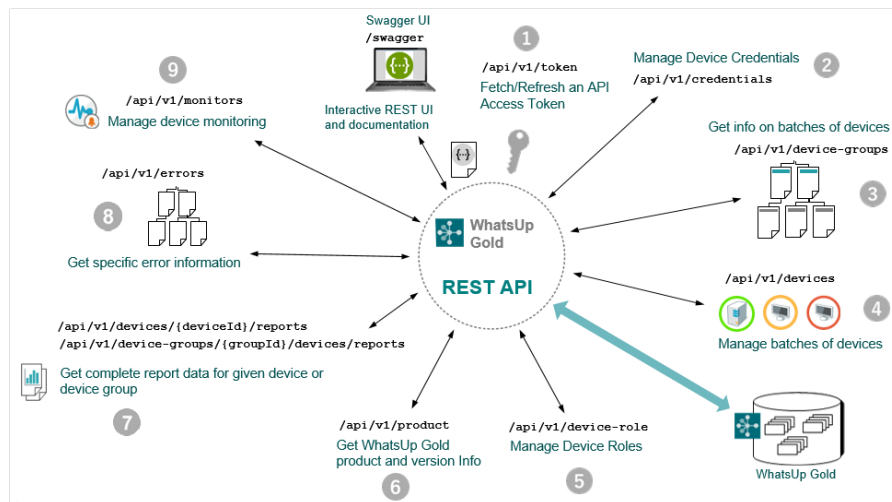 Swagger UI
/swagger
{··}
Interactive REST UI
and documentation
{··}
1
/api/v1/token
Fetch/Refresh an API
Access Token
Manage Device Credentials
/api/v1/credentials
2
Get info on batches of devices
/api/v1/device-groups
3
/api/v1/devices
Manage batches of devices
4
WhatsUp Gold
/api/v1/device-role
Manage Device Roles
5
/api/v1/product
Get WhatsUp Gold
product and version Info
6
/api/v1/devices/{deviceId}/reports
/api/v1/device-groups/{groupId}/devices/reports
Get complete report data for given device or
device group
7
/api/v1/errors
8
Get specific error information
9
/api/v1/monitors
Manage device monitoring
WhatsUp
Gold
REST API